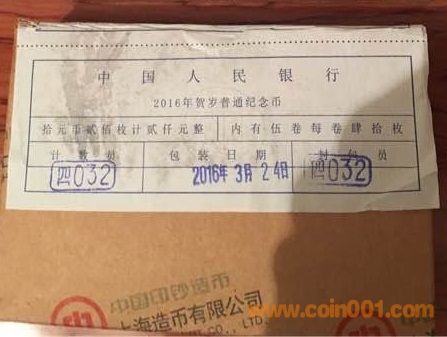 中国人民银行
2016年贺岁普通纪念币
拾元币贰佰枚计贰仟元整 内有伍卷每卷肆拾枚
计数员 包装日期 封包员
四032 2016年3月24日 四032
中国印钞造币
上海造币有限公司
CO., LTD.
www.coin001.com